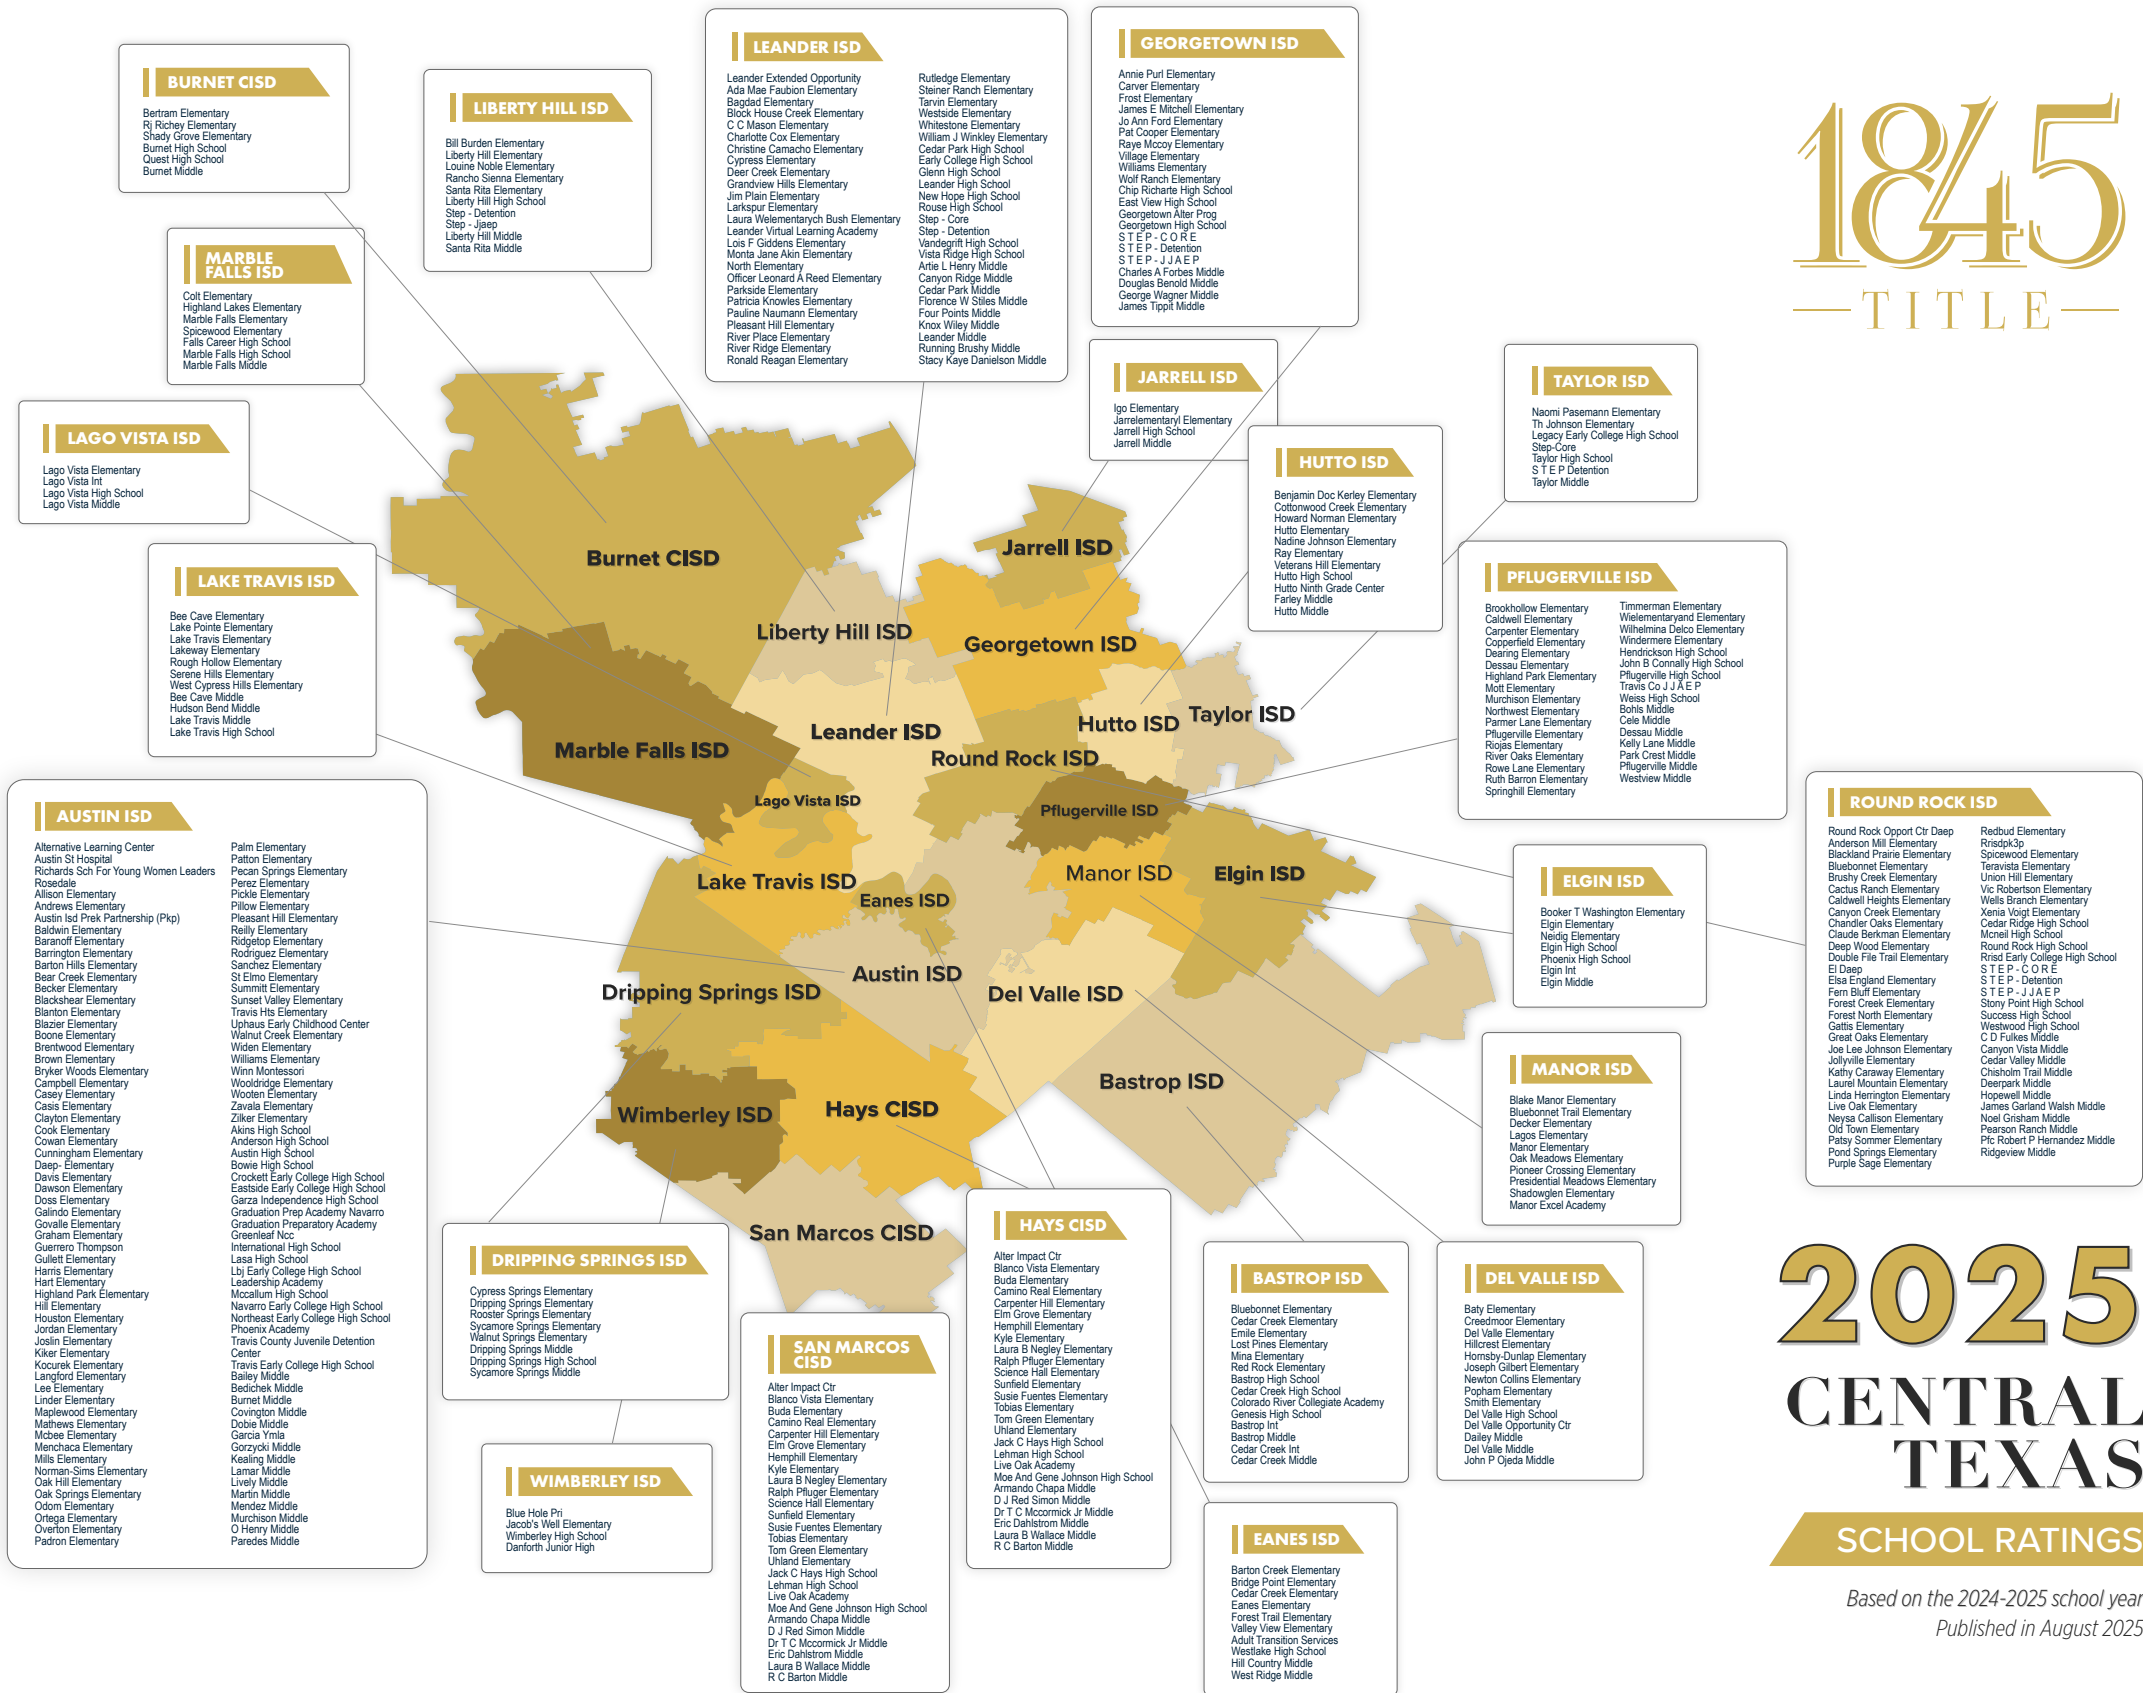 BURNET CISD
Bertram Elementary
Rj Richey Elementary
Shady Grove Elementary
Burnet High School
Quest High School
Burnet Middle
MARBLE
FALLS ISD
Colt Elementary
Highland Lakes Elementary
Marble Falls Elementary
Spicewood Elementary
Falls Career High School
Marble Falls High School
Marble Falls Middle
LAGO VISTA ISD
Lago Vista Elementary
Lago Vista Int
Lago Vista High School
Lago Vista Middle
LAKE TRAVIS ISD
Bee Cave Elementary
Lake Pointe Elementary
Lake Travis Elementary
Lakeway Elementary
Rough Hollow Elementary
Serene Hills Elementary
West Cypress Hills Elementary
Bee Cave Middle
Hudson Bend Middle
Lake Travis Middle
Lake Travis High School
LIBERTY HILL ISD
Bill Burden Elementary
Liberty Hill Elementary
Louine Noble Elementary
Rancho Sienna Elementary
Santa Rita Elementary
Liberty Hill High School
Step - Detention
Step - Jjaep
Liberty Hill Middle
Santa Rita Middle
LEANDER ISD
Leander Extended Opportunity
Ada Mae Faubion Elementary
Bagdad Elementary
Block House Creek Elementary
C C Mason Elementary
Charlotte Cox Elementary
Christine Camacho Elementary
Cypress Elementary
Deer Creek Elementary
Grandview Hills Elementary
Jim Plain Elementary
Larkspur Elementary
Laura Welementarych Bush Elementary
Leander Virtual Learning Academy
Lois F Giddens Elementary
Monta Jane Akin Elementary
North Elementary
Officer Leonard A Reed Elementary
Parkside Elementary
Patricia Knowles Elementary
Pauline Naumann Elementary
Pleasant Hill Elementary
River Place Elementary
River Ridge Elementary
Ronald Reagan Elementary
Rutledge Elementary
Steiner Ranch Elementary
Tarvin Elementary
Westside Elementary
Whitestone Elementary
William J Winkley Elementary
Cedar Park High School
Early College High School
Glenn High School
Leander High School
New Hope High School
Rouse High School
Step - Core
Step - Detention
Vandegrift High School
Vista Ridge High School
Artie L Henry Middle
Canyon Ridge Middle
Cedar Park Middle
Florence W Stiles Middle
Four Points Middle
Knox Wiley Middle
Leander Middle
Running Brushy Middle
Stacy Kaye Danielson Middle
GEORGETOWN ISD
Annie Purl Elementary
Carver Elementary
Frost Elementary
James E Mitchell Elementary
Jo Ann Ford Elementary
Pat Cooper Elementary
Raye Mccoy Elementary
Village Elementary
Williams Elementary
Wolf Ranch Elementary
Chip Richarte High School
East View High School
Georgetown Alter Prog
Georgetown High School
S T E P - C O R E
S T E P - Detention
S T E P - J J A E P
Charles A Forbes Middle
Douglas Benold Middle
George Wagner Middle
James Tippit Middle
1845
TITLE
JARRELL ISD
Igo Elementary
Jarrelementaryl Elementary
Jarrell High School
Jarrell Middle
HUTTO ISD
Benjamin Doc Kerley Elementary
Cottonwood Creek Elementary
Howard Norman Elementary
Hutto Elementary
Nadine Johnson Elementary
Ray Elementary
Veterans Hill Elementary
Hutto High School
Hutto Ninth Grade Center
Farley Middle
Hutto Middle
TAYLOR ISD
Naomi Pasemann Elementary
Th Johnson Elementary
Legacy Early College High School
Step-Core
Taylor High School
S T E P Detention
Taylor Middle
PFLUGERVILLE ISD
Brookhollow Elementary
Caldwell Elementary
Carpenter Elementary
Copperfield Elementary
Dearing Elementary
Dessau Elementary
Highland Park Elementary
Mott Elementary
Murchison Elementary
Northwest Elementary
Parmer Lane Elementary
Pflugerville Elementary
Riojas Elementary
River Oaks Elementary
Rowe Lane Elementary
Ruth Barron Elementary
Springhill Elementary
Timmerman Elementary
Wielementaryand Elementary
Wilhelmina Delco Elementary
Windermere Elementary
Hendrickson High School
John B Connally High School
Pflugerville High School
Travis Co J J A E P
Weiss High School
Bohls Middle
Cele Middle
Dessau Middle
Kelly Lane Middle
Park Crest Middle
Pflugerville Middle
Westview Middle
Burnet CISD
Jarrell ISD
Liberty Hill ISD
Georgetown ISD
Leander ISD
Hutto ISD
Taylor ISD
Marble Falls ISD
Round Rock ISD
Lago Vista ISD
Pflugerville ISD
Lake Travis ISD
Eanes ISD
Manor ISD
Elgin ISD
Austin ISD
Dripping Springs ISD
Del Valle ISD
Bastrop ISD
Wimberley ISD
Hays CISD
San Marcos CISD
AUSTIN ISD
Alternative Learning Center
Austin St Hospital
Richards Sch For Young Women Leaders
Rosedale
Allison Elementary
Andrews Elementary
Austin Isd Prek Partnership (Pkp)
Baldwin Elementary
Baranoff Elementary
Barrington Elementary
Barton Hills Elementary
Bear Creek Elementary
Becker Elementary
Blackshear Elementary
Blanton Elementary
Blazier Elementary
Boone Elementary
Brentwood Elementary
Brown Elementary
Bryker Woods Elementary
Campbell Elementary
Casey Elementary
Casis Elementary
Clayton Elementary
Cook Elementary
Cowan Elementary
Cunningham Elementary
Daep- Elementary
Davis Elementary
Dawson Elementary
Doss Elementary
Galindo Elementary
Govalle Elementary
Graham Elementary
Guerrero Thompson
Gullett Elementary
Harris Elementary
Hart Elementary
Highland Park Elementary
Hill Elementary
Houston Elementary
Jordan Elementary
Joslin Elementary
Kiker Elementary
Kocurek Elementary
Langford Elementary
Lee Elementary
Linder Elementary
Maplewood Elementary
Mathews Elementary
Mcbee Elementary
Menchaca Elementary
Mills Elementary
Norman-Sims Elementary
Oak Hill Elementary
Oak Springs Elementary
Odom Elementary
Ortega Elementary
Overton Elementary
Padron Elementary
Palm Elementary
Patton Elementary
Pecan Springs Elementary
Perez Elementary
Pickle Elementary
Pillow Elementary
Pleasant Hill Elementary
Reilly Elementary
Ridgetop Elementary
Rodriguez Elementary
Sanchez Elementary
St Elmo Elementary
Summitt Elementary
Sunset Valley Elementary
Travis Hts Elementary
Uphaus Early Childhood Center
Walnut Creek Elementary
Widen Elementary
Williams Elementary
Winn Montessori
Wooldridge Elementary
Wooten Elementary
Zavala Elementary
Zilker Elementary
Akins High School
Anderson High School
Austin High School
Bowie High School
Crockett Early College High School
Eastside Early College High School
Garza Independence High School
Graduation Prep Academy Navarro
Graduation Preparatory Academy
Greenleaf Ncc
International High School
Lasa High School
Lbj Early College High School
Leadership Academy
Mccallum High School
Navarro Early College High School
Northeast Early College High School
Phoenix Academy
Travis County Juvenile Detention
Center
Travis Early College High School
Bailey Middle
Bedichek Middle
Burnet Middle
Covington Middle
Dobie Middle
Garcia Ymla
Gorzycki Middle
Kealing Middle
Lamar Middle
Lively Middle
Martin Middle
Mendez Middle
Murchison Middle
O Henry Middle
Paredes Middle
ROUND ROCK ISD
Round Rock Opport Ctr Daep
Anderson Mill Elementary
Blackland Prairie Elementary
Bluebonnet Elementary
Brushy Creek Elementary
Cactus Ranch Elementary
Caldwell Heights Elementary
Canyon Creek Elementary
Chandler Oaks Elementary
Claude Berkman Elementary
Deep Wood Elementary
Double File Trail Elementary
El Daep
Elsa England Elementary
Fern Bluff Elementary
Forest Creek Elementary
Forest North Elementary
Gattis Elementary
Great Oaks Elementary
Joe Lee Johnson Elementary
Jollyville Elementary
Kathy Caraway Elementary
Laurel Mountain Elementary
Linda Herrington Elementary
Live Oak Elementary
Neysa Callison Elementary
Old Town Elementary
Patsy Sommer Elementary
Pond Springs Elementary
Purple Sage Elementary
Redbud Elementary
Rrisdpk3p
Spicewood Elementary
Teravista Elementary
Union Hill Elementary
Vic Robertson Elementary
Wells Branch Elementary
Xenia Voigt Elementary
Cedar Ridge High School
Mcneil High School
Round Rock High School
Rrisd Early College High School
S T E P - C O R E
S T E P - Detention
S T E P - J J A E P
Stony Point High School
Success High School
Westwood High School
C D Fulkes Middle
Canyon Vista Middle
Cedar Valley Middle
Chisholm Trail Middle
Deerpark Middle
Hopewell Middle
James Garland Walsh Middle
Noel Grisham Middle
Pearson Ranch Middle
Pfc Robert P Hernandez Middle
Ridgeview Middle
ELGIN ISD
Booker T Washington Elementary
Elgin Elementary
Neidig Elementary
Elgin High School
Phoenix High School
Elgin Int
Elgin Middle
MANOR ISD
Blake Manor Elementary
Bluebonnet Trail Elementary
Decker Elementary
Lagos Elementary
Manor Elementary
Oak Meadows Elementary
Pioneer Crossing Elementary
Presidential Meadows Elementary
Shadowglen Elementary
Manor Excel Academy
DRIPPING SPRINGS ISD
Cypress Springs Elementary
Dripping Springs Elementary
Rooster Springs Elementary
Sycamore Springs Elementary
Walnut Springs Elementary
Dripping Springs Middle
Dripping Springs High School
Sycamore Springs Middle
WIMBERLEY ISD
Blue Hole Pri
Jacob's Well Elementary
Wimberley High School
Danforth Junior High
SAN MARCOS
CISD
Alter Impact Ctr
Blanco Vista Elementary
Buda Elementary
Camino Real Elementary
Carpenter Hill Elementary
Elm Grove Elementary
Hemphill Elementary
Kyle Elementary
Laura B Negley Elementary
Ralph Pfluger Elementary
Science Hall Elementary
Sunfield Elementary
Susie Fuentes Elementary
Tobias Elementary
Tom Green Elementary
Uhland Elementary
Jack C Hays High School
Lehman High School
Live Oak Academy
Moe And Gene Johnson High School
Armando Chapa Middle
D J Red Simon Middle
Dr T C Mccormick Jr Middle
Eric Dahlstrom Middle
Laura B Wallace Middle
R C Barton Middle
HAYS CISD
Alter Impact Ctr
Blanco Vista Elementary
Buda Elementary
Camino Real Elementary
Carpenter Hill Elementary
Elm Grove Elementary
Hemphill Elementary
Kyle Elementary
Laura B Negley Elementary
Ralph Pfluger Elementary
Science Hall Elementary
Sunfield Elementary
Susie Fuentes Elementary
Tobias Elementary
Tom Green Elementary
Uhland Elementary
Jack C Hays High School
Lehman High School
Live Oak Academy
Moe And Gene Johnson High School
Armando Chapa Middle
D J Red Simon Middle
Dr T C Mccormick Jr Middle
Eric Dahlstrom Middle
Laura B Wallace Middle
R C Barton Middle
BASTROP ISD
Bluebonnet Elementary
Cedar Creek Elementary
Emile Elementary
Lost Pines Elementary
Mina Elementary
Red Rock Elementary
Bastrop High School
Cedar Creek High School
Colorado River Collegiate Academy
Genesis High School
Bastrop Int
Bastrop Middle
Cedar Creek Int
Cedar Creek Middle
DEL VALLE ISD
Baty Elementary
Creedmoor Elementary
Del Valle Elementary
Hillcrest Elementary
Hornsby-Dunlap Elementary
Joseph Gilbert Elementary
Newton Collins Elementary
Popham Elementary
Smith Elementary
Del Valle High School
Del Valle Opportunity Ctr
Dailey Middle
Del Valle Middle
John P Ojeda Middle
EANES ISD
Barton Creek Elementary
Bridge Point Elementary
Cedar Creek Elementary
Eanes Elementary
Forest Trail Elementary
Valley View Elementary
Adult Transition Services
Westlake High School
Hill Country Middle
West Ridge Middle
2025
CENTRAL
TEXAS
SCHOOL RATINGS
Based on the 2024-2025 school year
Published in August 2025